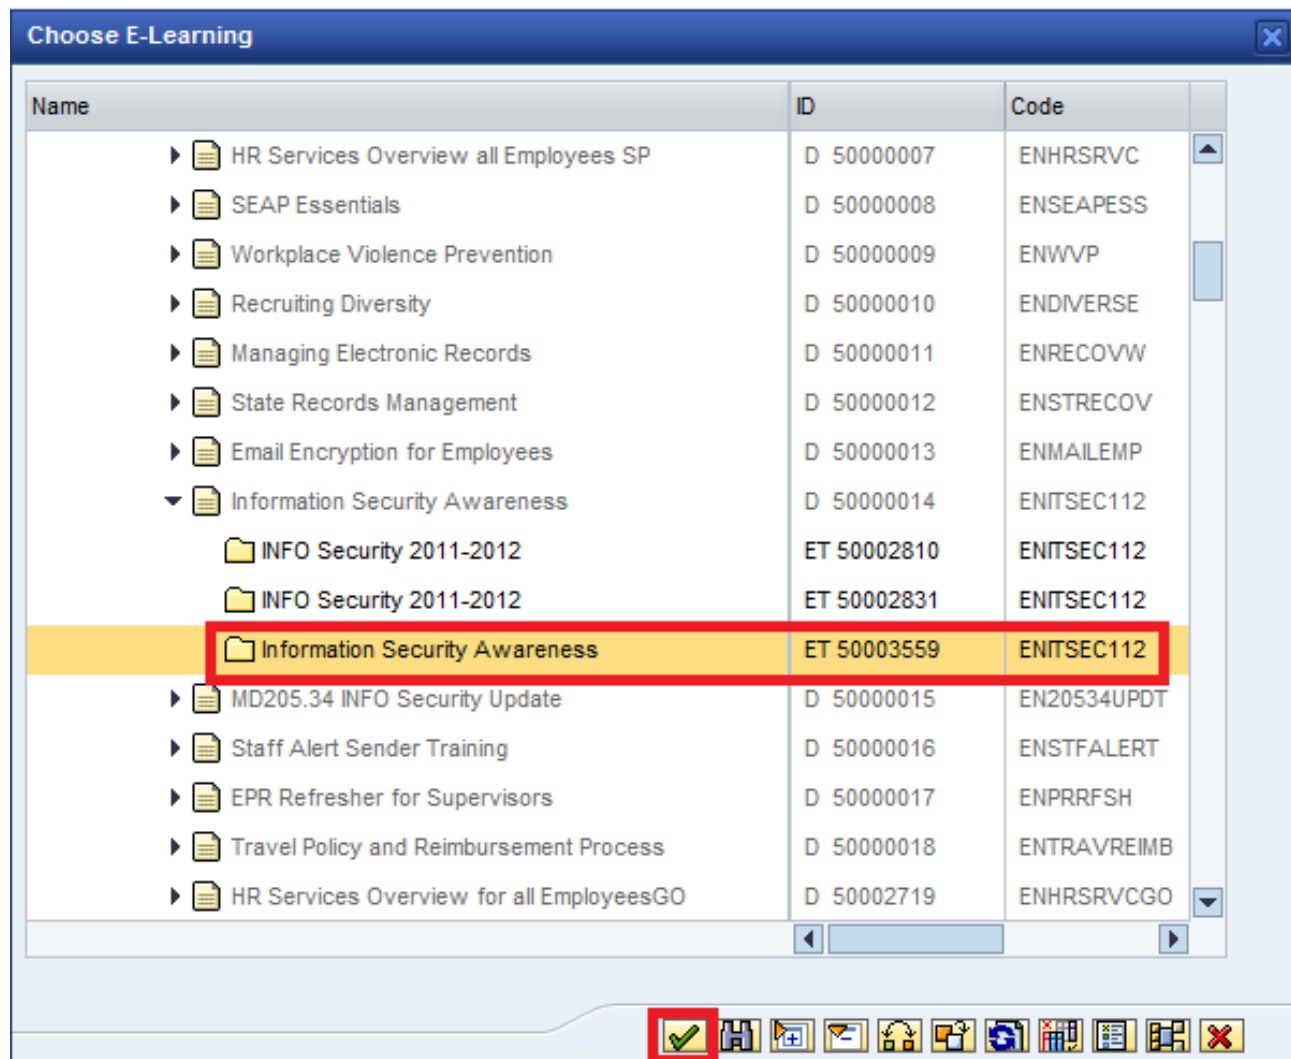 Choose E-Learning
Name ID Code
HR Services Overview all Employees SP D 50000007 ENHRSRVC
SEAP Essentials D 50000008 ENSEAPESS
Workplace Violence Prevention D 50000009 ENWVP
Recruiting Diversity D 50000010 ENDIVERSE
Managing Electronic Records D 50000011 ENRECOVW
State Records Management D 50000012 ENSTRECOV
Email Encryption for Employees D 50000013 ENMAILEMP
Information Security Awareness D 50000014 ENITSEC112
INFO Security 2011-2012 ET 50002810 ENITSEC112
INFO Security 2011-2012 ET 50002831 ENITSEC112
Information Security Awareness ET 50003559 ENITSEC112
MD205.34 INFO Security Update D 50000015 EN20534UPDT
Staff Alert Sender Training D 50000016 ENSTFALERT
EPR Refresher for Supervisors D 50000017 ENPRRFSH
Travel Policy and Reimbursement Process D 50000018 ENTRAVREIMB
HR Services Overview for all EmployeesGO D 50002719 ENHRSRVCGO